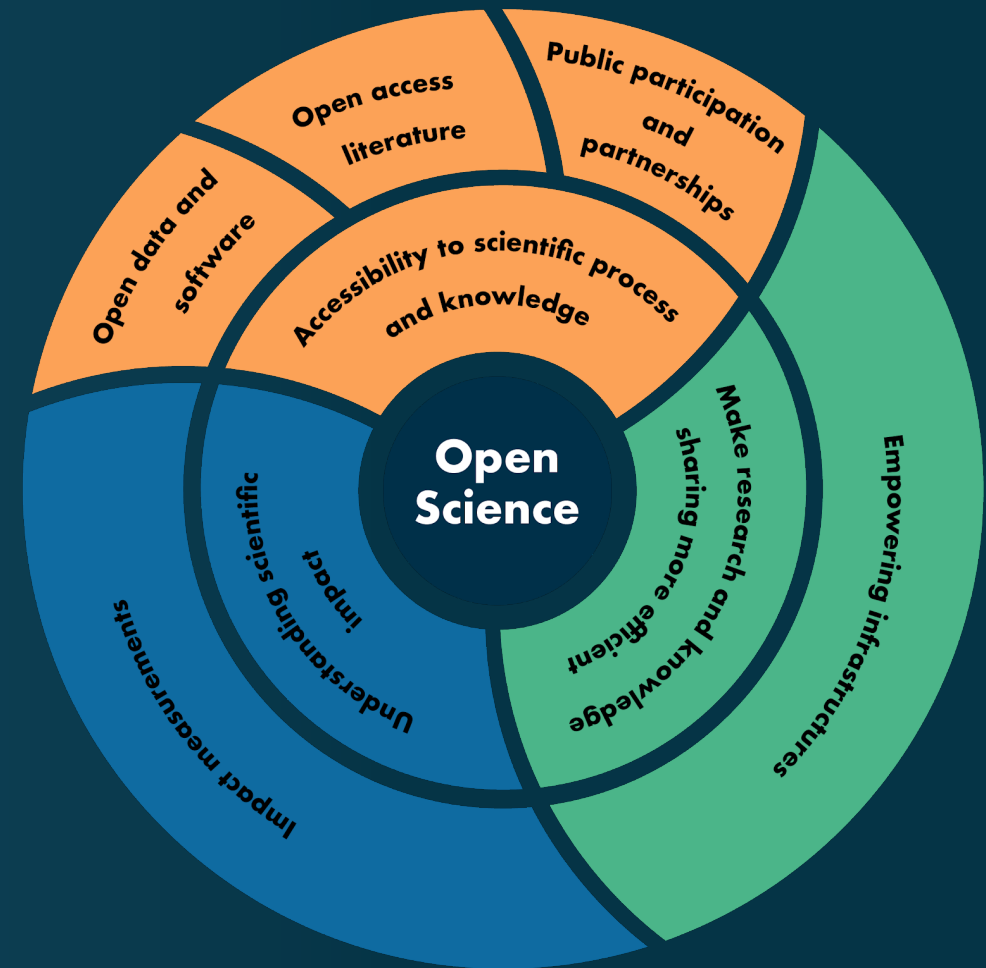 Public participation
and
partnerships
Open access
literature
Open data and
software
Accessibility to scientific process
and knowledge
Open
Science
Make research and knowledge
sharing more efficient
Empowering infrastructures
Understanding scientific
impact
Impact measurements